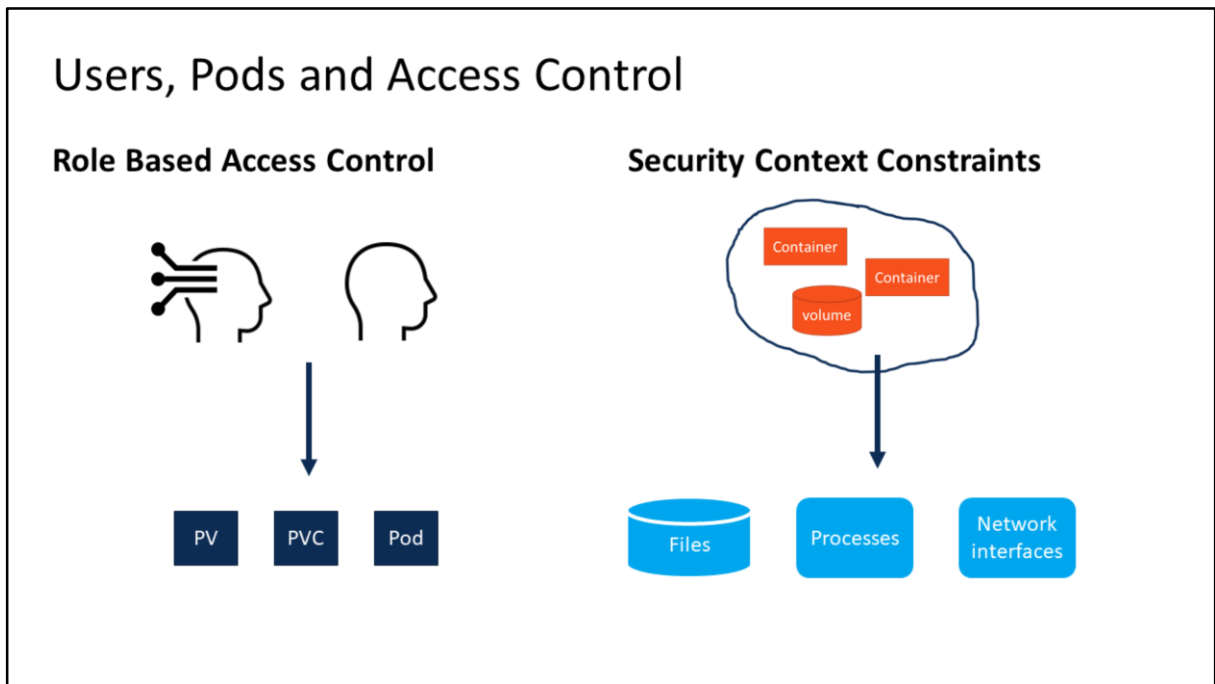 Users, Pods and Access Control
Role Based Access Control
PV
PVC
Pod
Security Context Constraints
Container
Container
volume
Files
Processes
Network
interfaces